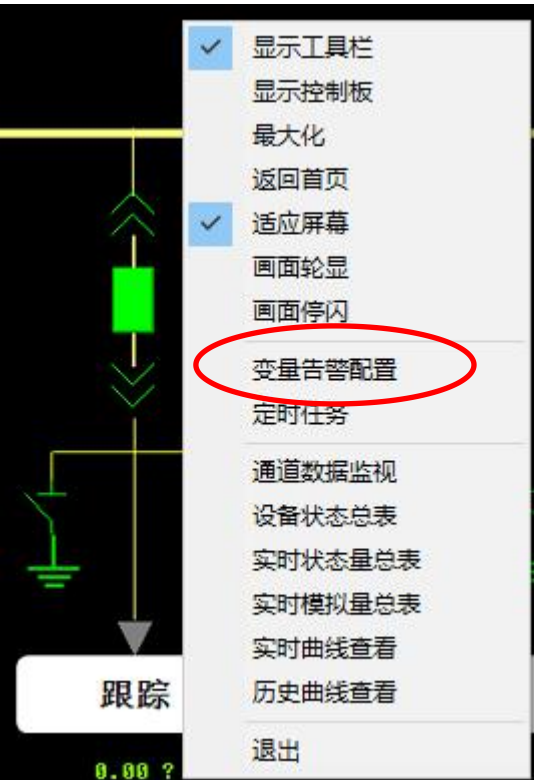 显示工具栏
显示控制板
最大化
返回首页
适应屏幕
画面轮显
画面停闪
变量告警配置
定时任务
通道数据监视
设备状态总表
实时状态量总表
实时模拟量总表
实时曲线查看
历史曲线查看
退出
跟踪
0.00 ?